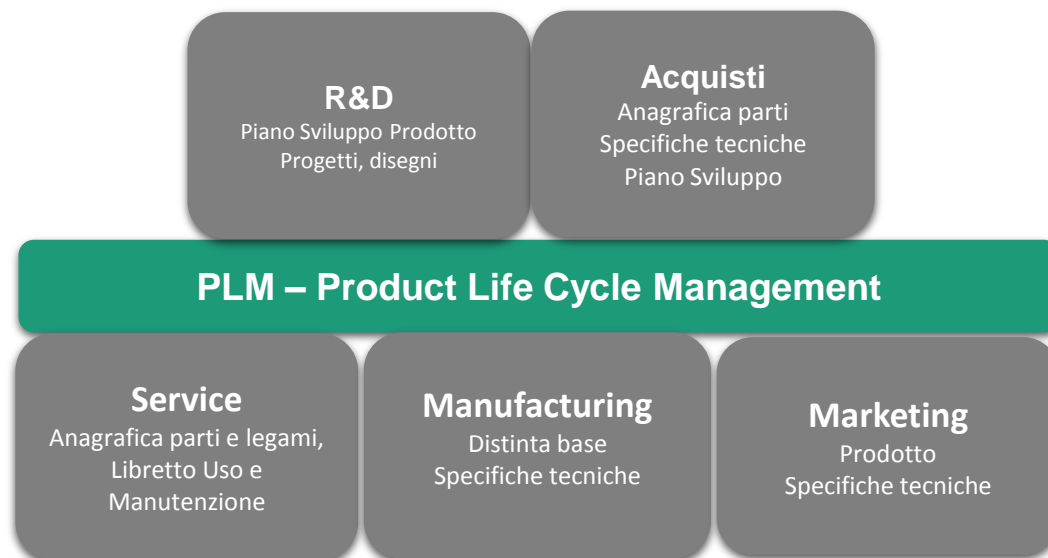 R&D
Piano Sviluppo Prodotto
Progetti, disegni
Acquisti
Anagrafica parti
Specifiche tecniche
Piano Sviluppo
PLM – Product Life Cycle Management
Service
Anagrafica parti e legami,
Libretto Uso e
Manutenzione
Manufacturing
Distinta base
Specifiche tecniche
Marketing
Prodotto
Specifiche tecniche